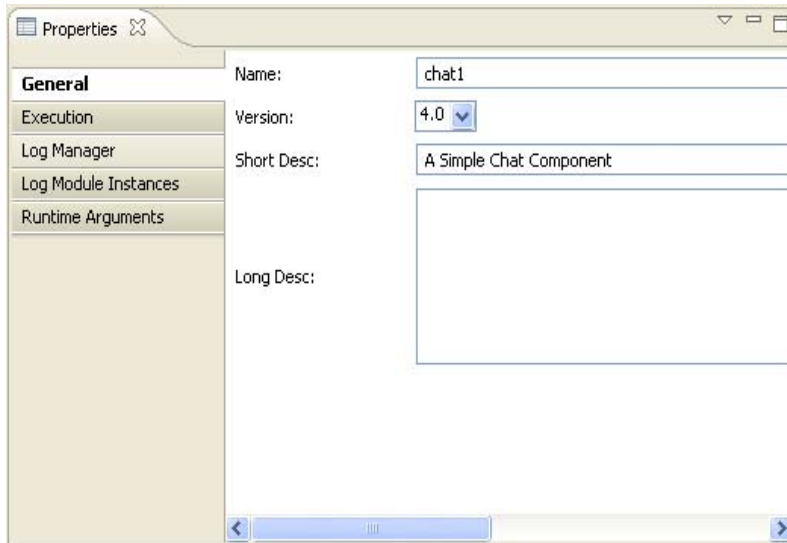 Properties
General
Execution
Log Manager
Log Module Instances
Runtime Arguments
Name: chat1
Version: 4.0
Short Desc: A Simple Chat Component
Long Desc: